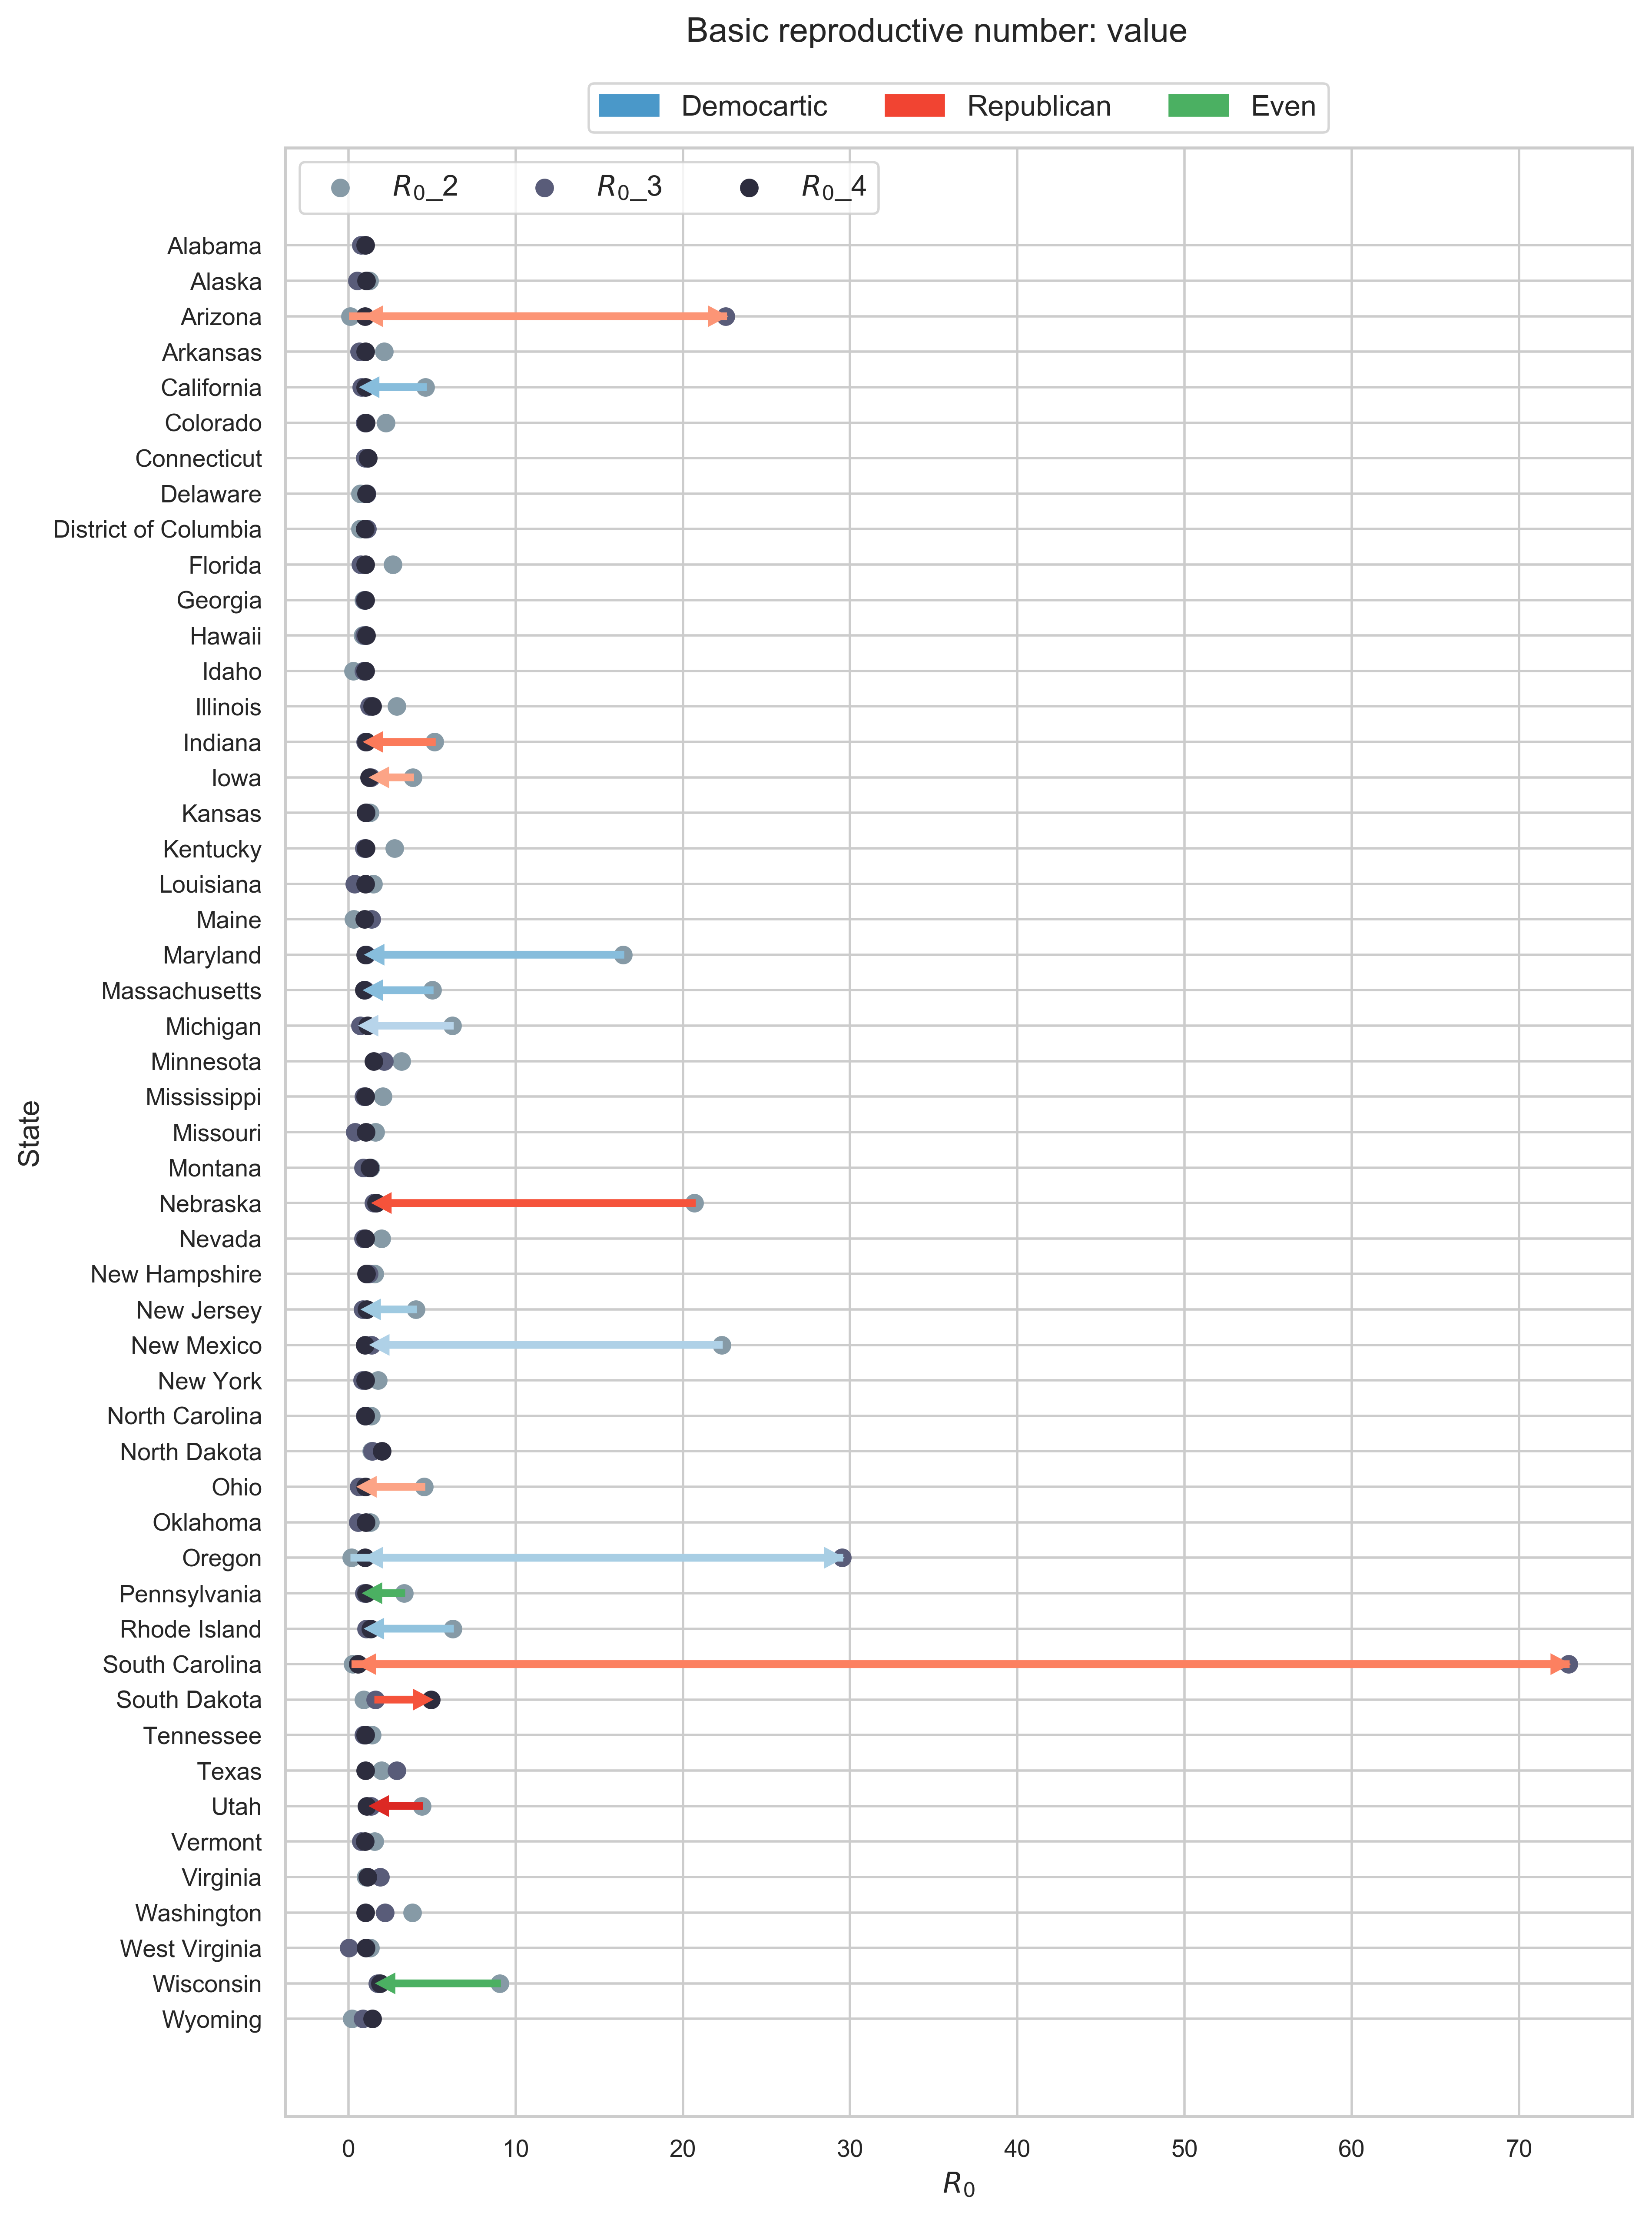 Basic reproductive number: value
Democartic Republican Even
R₀_2 R₀_3 R₀_4
Alabama
Alaska
Arizona
Arkansas
California
Colorado
Connecticut
Delaware
District of Columbia
Florida
Georgia
Hawaii
Idaho
Illinois
Indiana
Iowa
Kansas
Kentucky
Louisiana
Maine
Maryland
Massachusetts
Michigan
Minnesota
Mississippi
Missouri
Montana
Nebraska
Nevada
New Hampshire
New Jersey
New Mexico
New York
North Carolina
North Dakota
Ohio
Oklahoma
Oregon
Pennsylvania
Rhode Island
South Carolina
South Dakota
Tennessee
Texas
Utah
Vermont
Virginia
Washington
West Virginia
Wisconsin
Wyoming
State
0 10 20 30 40 50 60 70
R₀